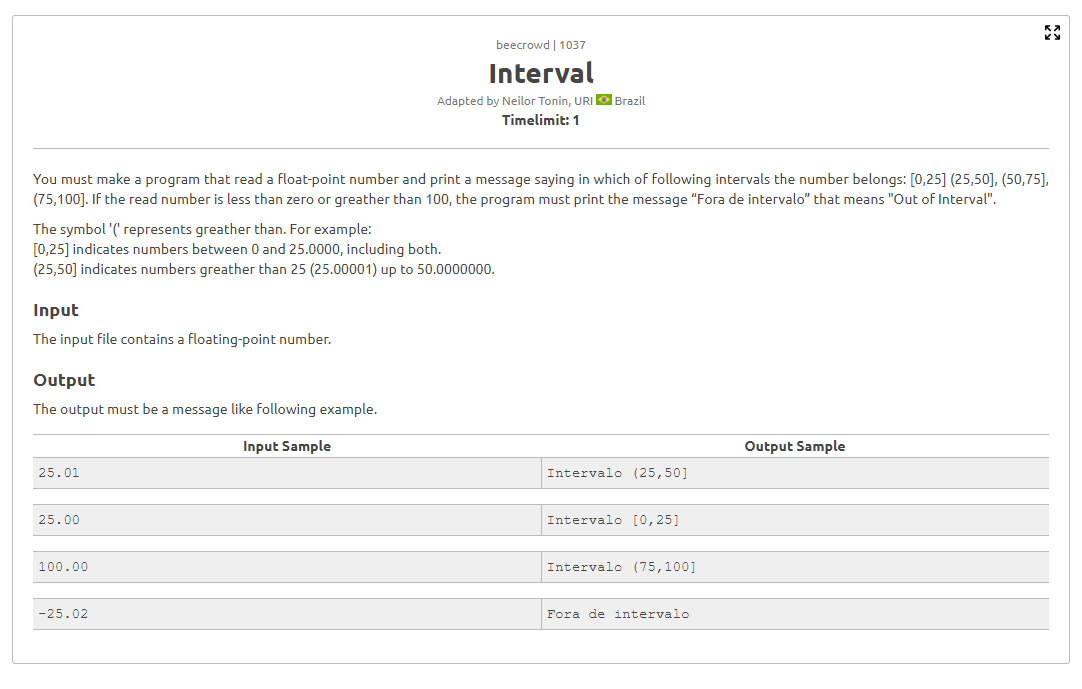 beecrowd | 1037
Interval
Adapted by Neilor Tonin, URI Brazil
Timelimit: 1
You must make a program that read a float-point number and print a message saying in which of following intervals the number belongs: [0,25] (25,50], (50,75],
(75,100]. If the read number is less than zero or greather than 100, the program must print the message “Fora de intervalo” that means "Out of Interval".
The symbol '(' represents greather than. For example:
[0,25] indicates numbers between 0 and 25.0000, including both.
(25,50] indicates numbers greather than 25 (25.00001) up to 50.0000000.
Input
The input file contains a floating-point number.
Output
The output must be a message like following example.
Input Sample Output Sample
25.01 Intervalo (25,50]
25.00 Intervalo [0,25]
100.00 Intervalo (75,100]
-25.02 Fora de intervalo